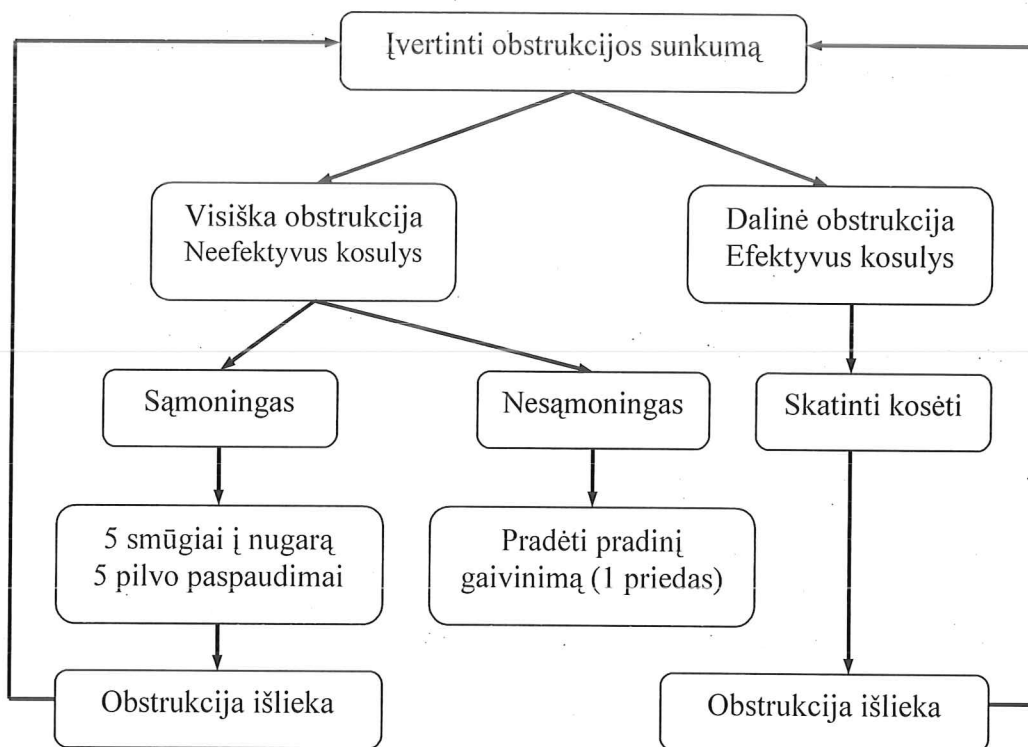 Įvertinti obstrukcijos sunkumą
Visiška obstrukcija
Neefektyvus kosulys
Dalinė obstrukcija
Efektyvus kosulys
Sąmoningas
Nesąmoningas
Skatinti kosėti
5 smūgiai į nugarą
5 pilvo paspaudimai
Pradėti pradinį
gaivinimą (1 priedas)
Obstrukcija išlieka
Obstrukcija išlieka